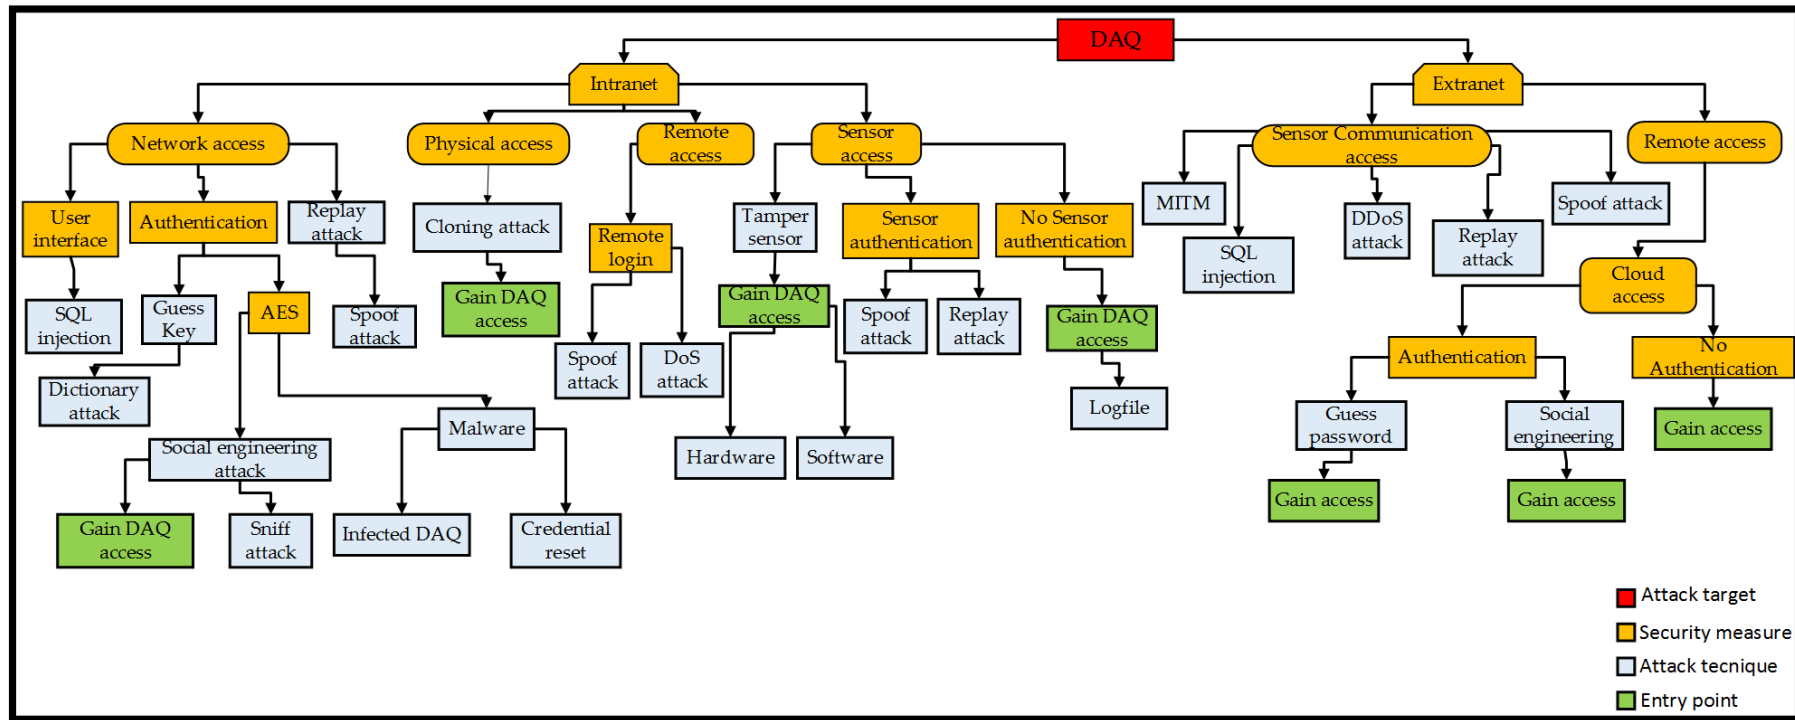 DAQ
Intranet
Extranet
Network access
Physical access
Remote
access
Sensor
access
Sensor Communication
access
Remote access
User
interface
Authentication
Replay
attack
Cloning attack
Remote
login
Tamper
sensor
Sensor
authentication
No Sensor
authentication
MITM
SQL
injection
DDoS
attack
Replay
attack
Spoof attack
Cloud
access
SQL
injection
Guess
Key
AES
Spoof
attack
Gain DAQ
access
Gain DAQ
access
Spoof
attack
Replay
attack
Gain DAQ
access
Spoof
attack
DoS
attack
Authentication
No
Authentication
Dictionary
attack
Malware
Logfile
Guess
password
Social
engineering
Gain access
Social engineering
attack
Hardware
Software
Gain access
Gain access
Gain DAQ
access
Sniff
attack
Infected DAQ
Credential
reset
Attack target
Security measure
Attack tecnique
Entry point